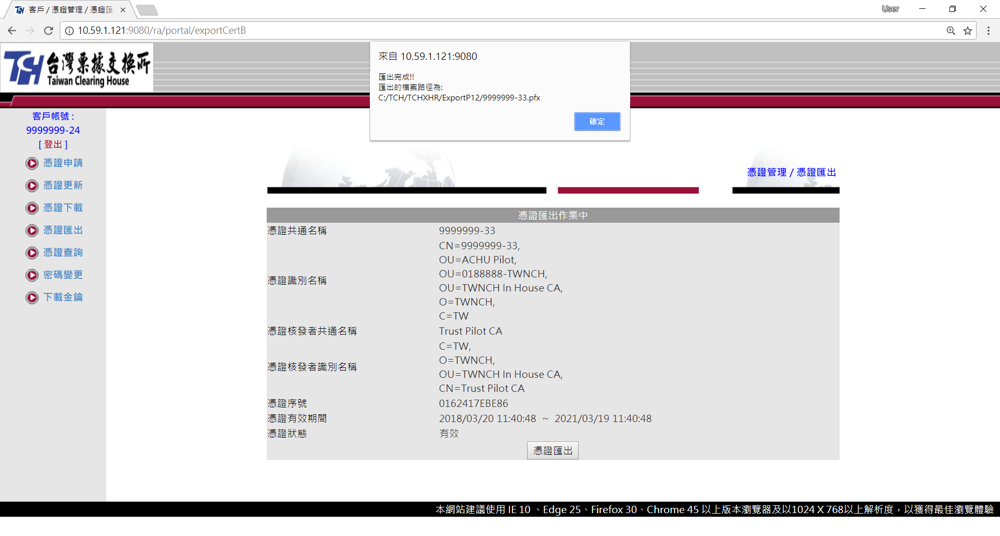 客戶 / 憑證管理 / 憑證匯
User
10.59.1.121:9080/ra/portal/exportCertB
台灣票據交換所
Taiwan Clearing House
來自 10.59.1.121:9080
匯出完成!!
匯出的檔案路徑為:
C:/TCH/TCHXHR/ExportP12/9999999-33.pfx
確定
客戶帳號 :
9999999-24
[ 登出 ]
憑證申請
憑證更新
憑證下載
憑證匯出
憑證查詢
密碼變更
下載金鑰
憑證管理 / 憑證匯出
憑證匯出作業中
憑證共通名稱 9999999-33
憑證識別名稱 CN=9999999-33,
OU=ACHU Pilot,
OU=0188888-TWNCH,
OU=TWNCH In House CA,
O=TWNCH,
C=TW
憑證核發者共通名稱 Trust Pilot CA
憑證核發者識別名稱 C=TW,
O=TWNCH,
OU=TWNCH In House CA,
CN=Trust Pilot CA
憑證序號 0162417EBE86
憑證有效期間 2018/03/20 11:40:48 ~ 2021/03/19 11:40:48
憑證狀態 有效
憑證匯出
本網站建議使用 IE 10 、Edge 25、Firefox 30、Chrome 45 以上版本瀏覽器及以1024 X 768以上解析度，以獲得最佳瀏覽體驗